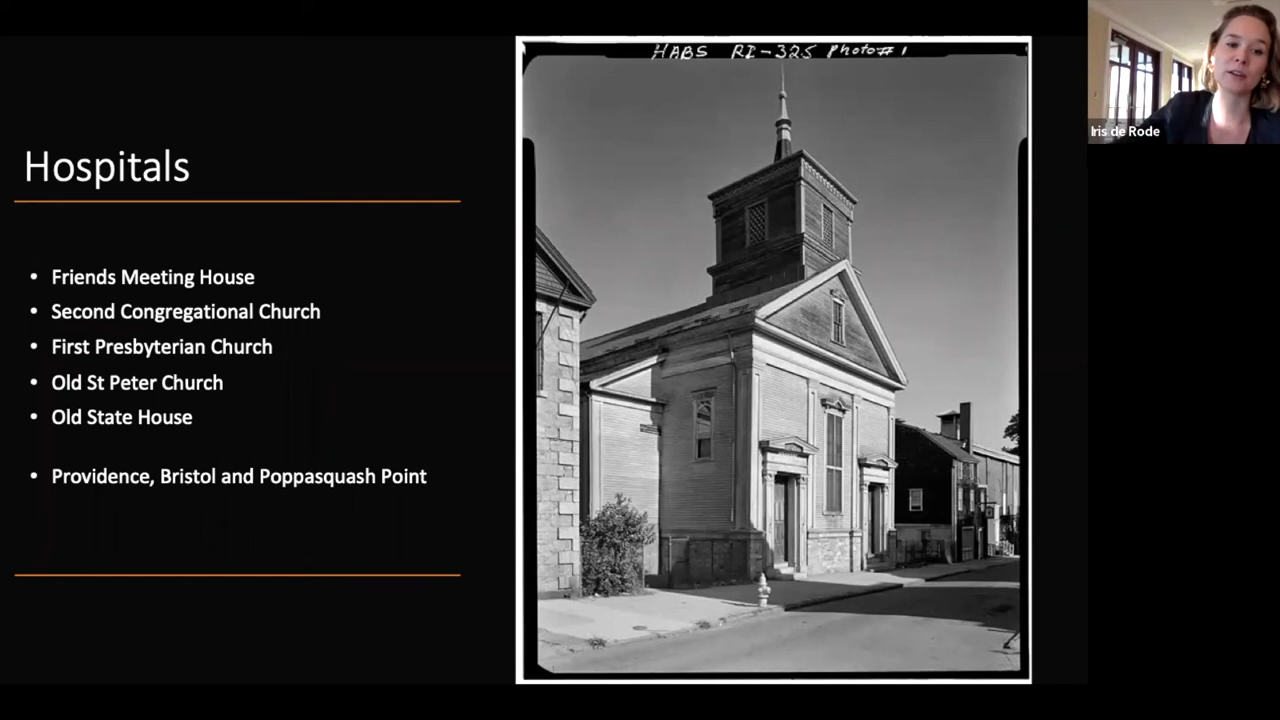 HABS RI-325 Photo# 1
Iris de Rode
Hospitals
• Friends Meeting House
• Second Congregational Church
• First Presbyterian Church
• Old St Peter Church
• Old State House
• Providence, Bristol and Poppasquash Point